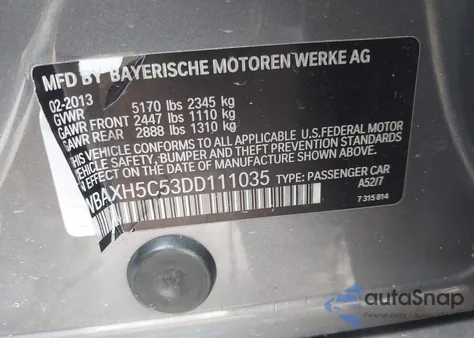 MFD BY BAYERISCHE MOTOREN WERKE AG
02-2013
GVWR 5170 lbs 2345 kg
GAWR FRONT 2447 lbs 1110 kg
GAWR REAR 2888 lbs 1310 kg
THIS VEHICLE CONFORMS TO ALL APPLICABLE U.S.FEDERAL MOTOR
VEHICLE SAFETY, BUMPER AND THEFT PREVENTION STANDARDS
IN EFFECT ON THE DATE OF MANUFACTURE SHOWN ABOVE.
WBAXH5C53DD111035 TYPE: PASSENGER CAR
A52/7
7 315 814
autoSnap
Pewne auta